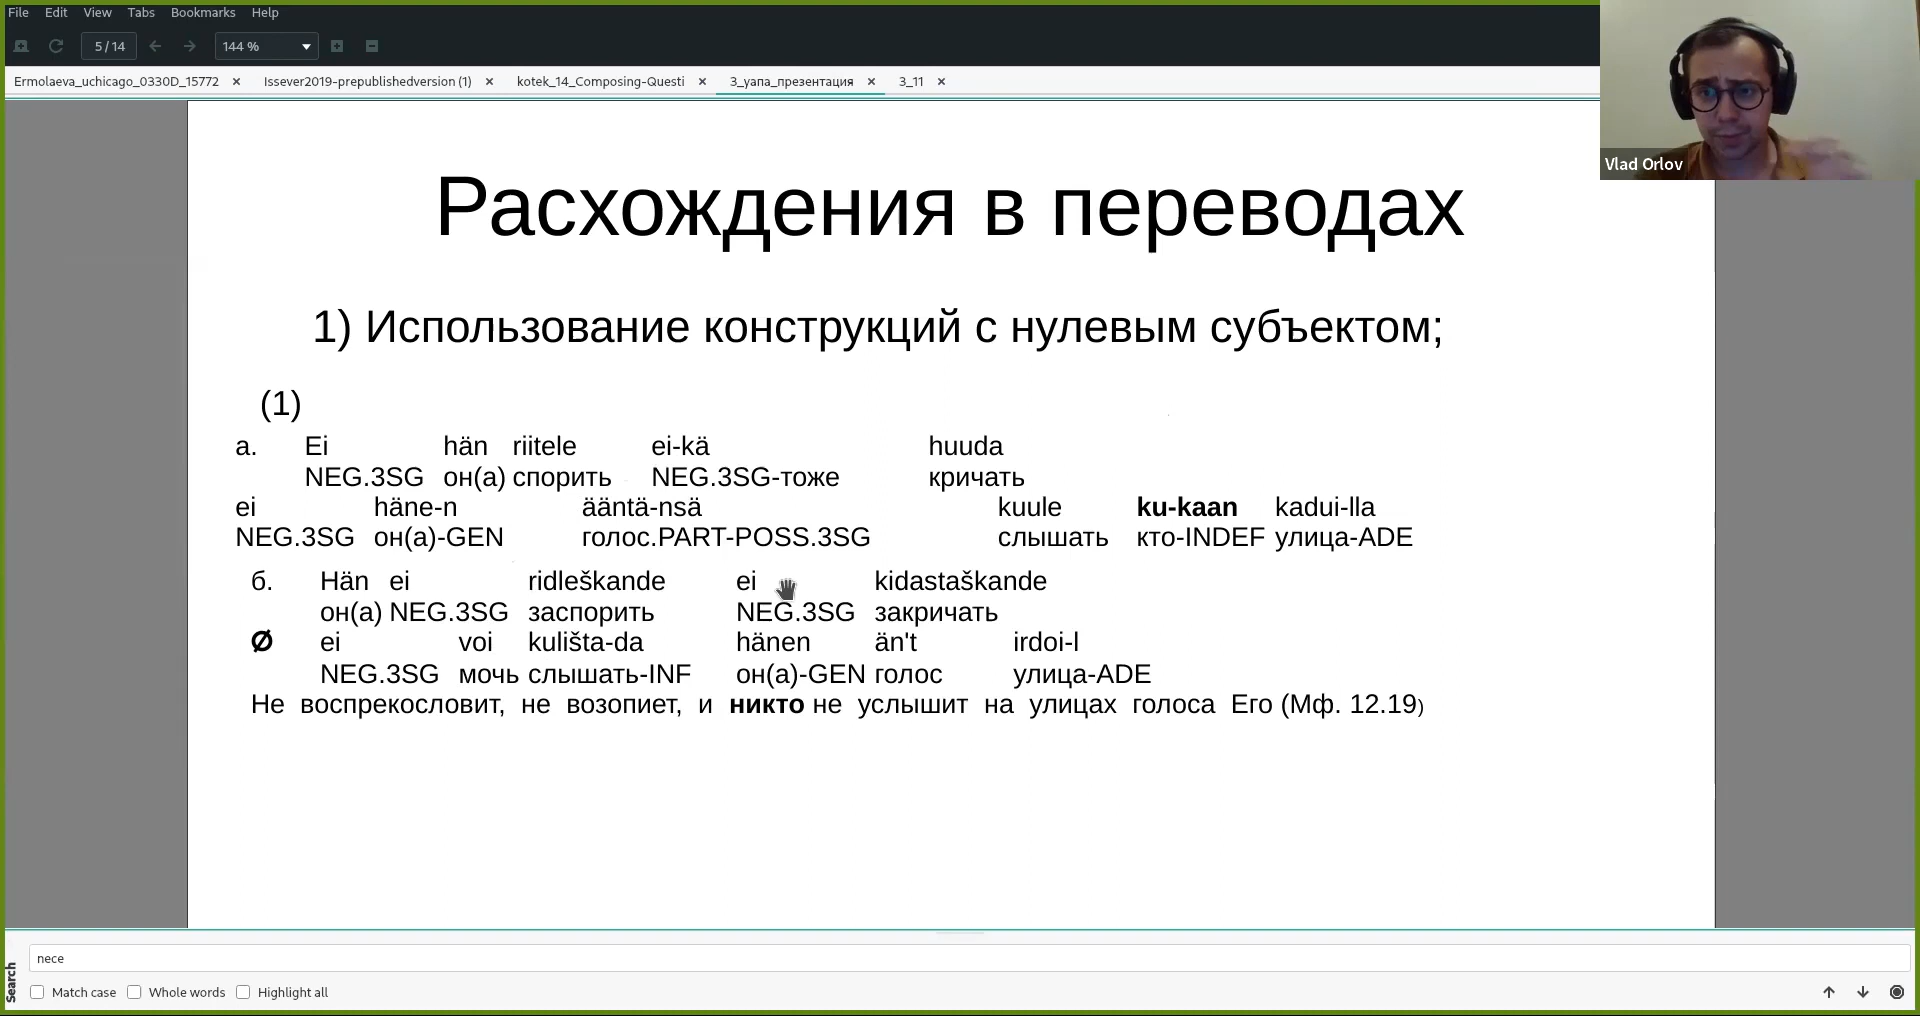 File Edit View Tabs Bookmarks Help
5 / 14 144 %
Ermolaeva_uchicago_0330D_15772 Issever2019-prepublishedversion (1) kotek_14_Composing-Questi 3_уапа_презентация 3_11
Vlad Orlov
Расхождения в переводах
1) Использование конструкций с нулевым субъектом;
(1)
а. Ei hän riitele ei-kä huuda
NEG.3SG он(а) спорить NEG.3SG-тоже кричать
ei häne-n ääntä-nsä kuule ku-kaan kadui-lla
NEG.3SG он(а)-GEN голос.PART-POSS.3SG слышать кто-INDEF улица-ADE
б. Hän ei ridleškande ei kidastaškande
он(а) NEG.3SG заспорить NEG.3SG закричать
Ø ei voi kulišta-da hänen än't irdoi-l
NEG.3SG мочь слышать-INF он(а)-GEN голос улица-ADE
Не воспрекословит, не возопиет, и никто не услышит на улицах голоса Его (Мф. 12.19)
Search
nece
Match case Whole words Highlight all